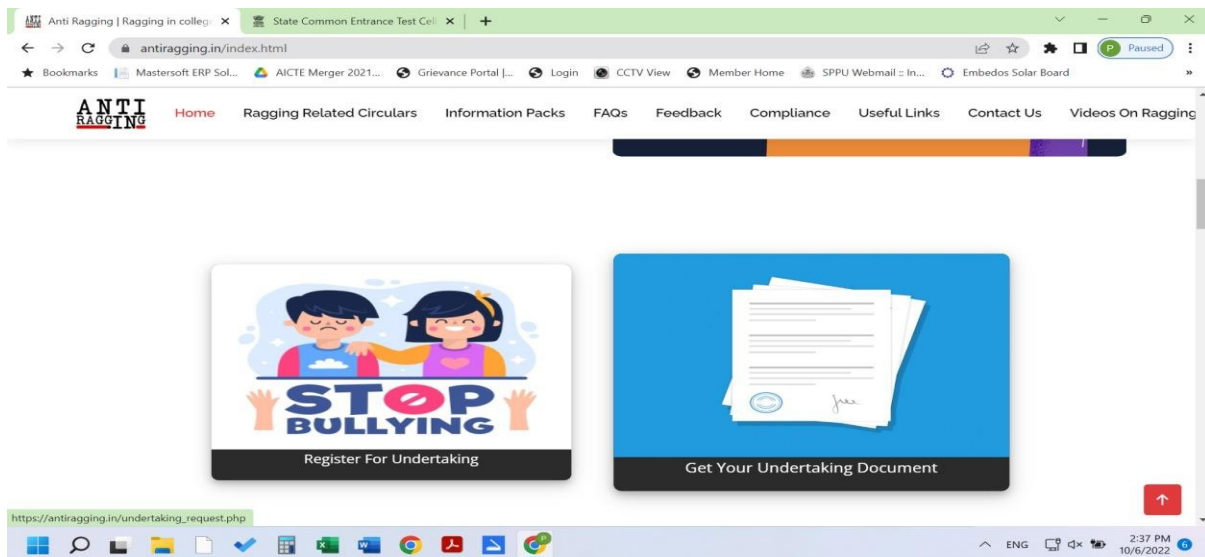 Anti Ragging | Ragging in colleg
State Common Entrance Test Cel
antiragging.in/index.html
P Paused
Bookmarks Mastersoft ERP Sol... AICTE Merger 2021... Grievance Portal |... Login CCTV View Member Home SPPU Webmail :: In... Embedos Solar Board »
ANTI
RAGGING
Home Ragging Related Circulars Information Packs FAQs Feedback Compliance Useful Links Contact Us Videos On Ragging
STOP
BULLYING
Register For Undertaking
Get Your Undertaking Document
https://antiragging.in/undertaking_request.php
ENG
2:37 PM
10/6/2022
6